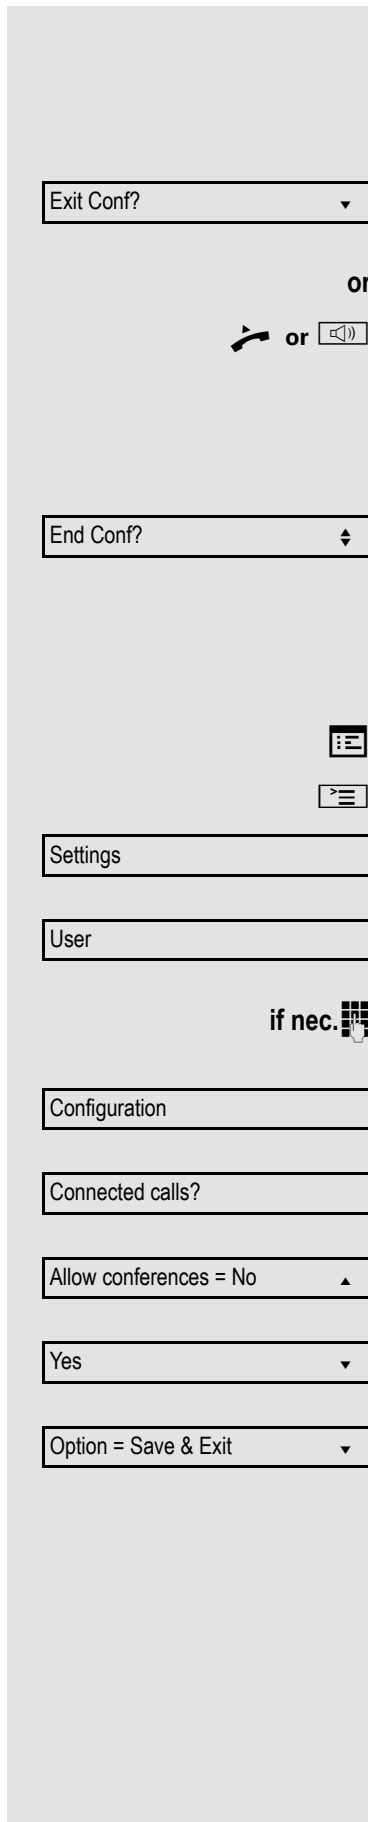 Exit Conf?
or
or
End Conf?
Settings
User
if nec.
Configuration
Connected calls?
Allow conferences = No
Yes
Option = Save & Exit